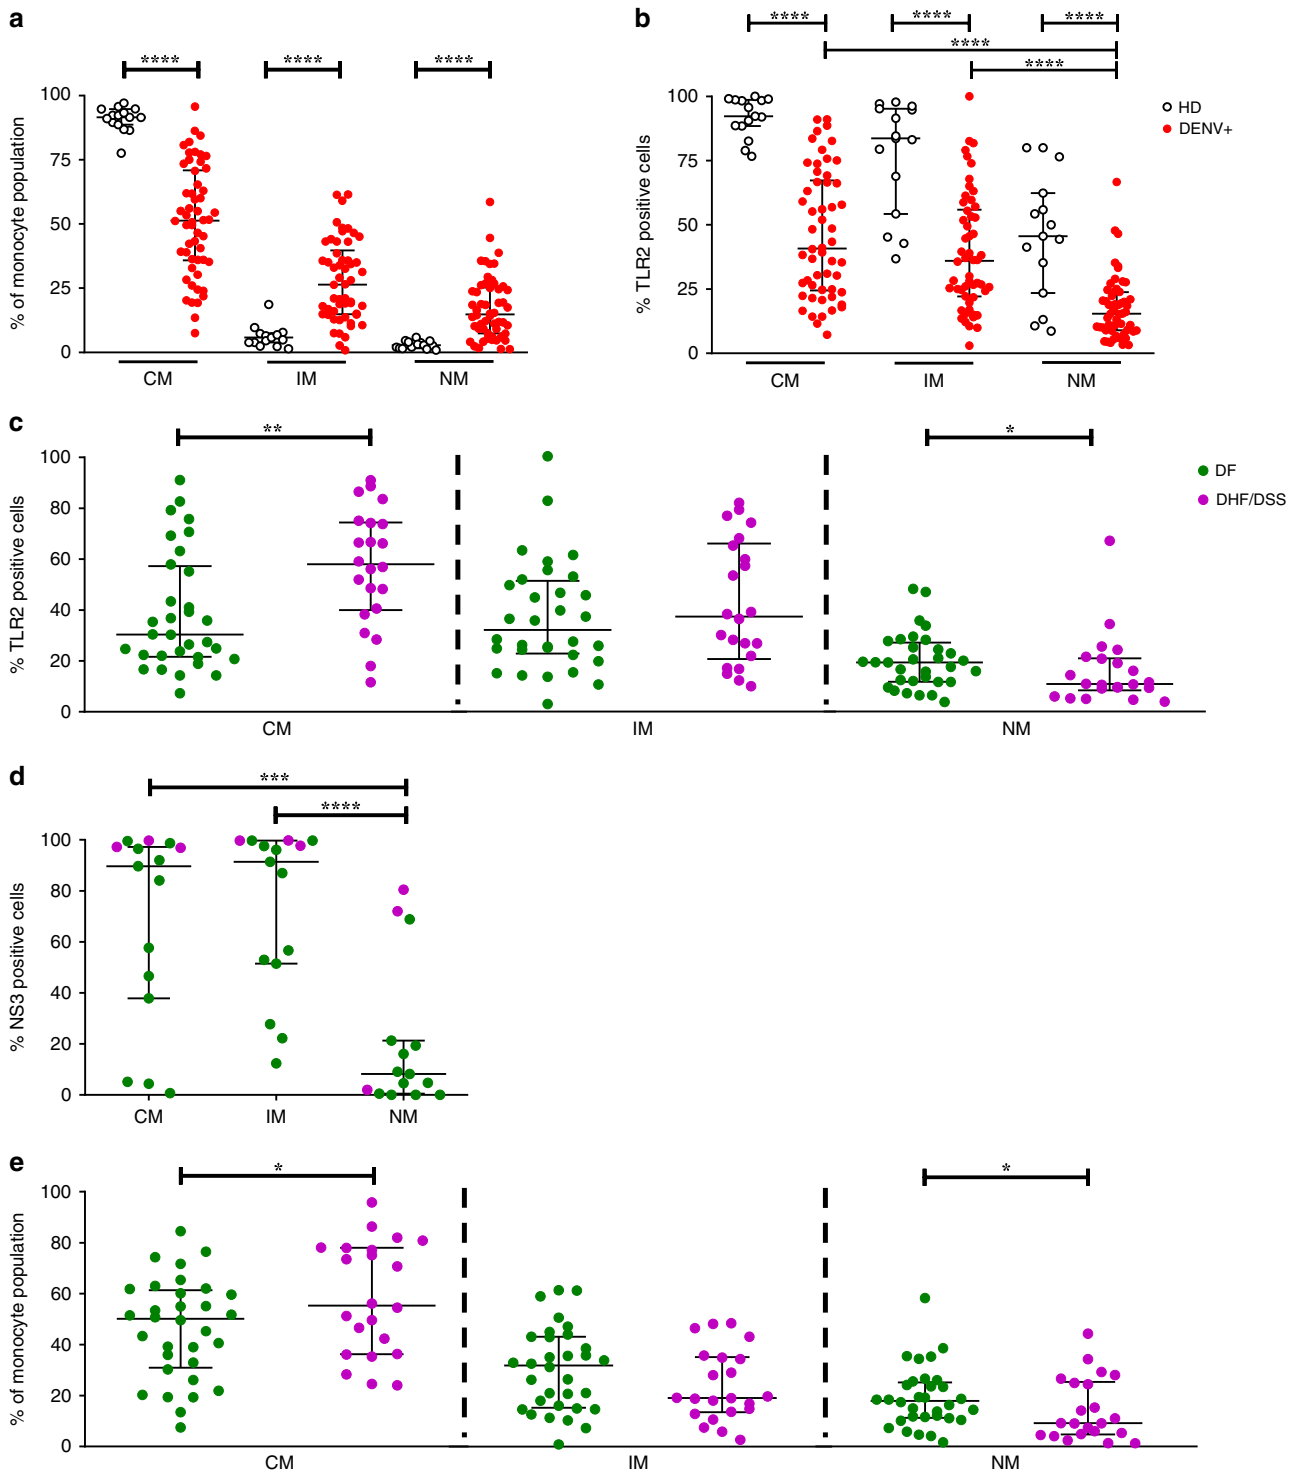 a
**** **** ****
% of monocyte population
100
75
50
25
0
CM IM NM
b
**** **** ****
****
****
% TLR2 positive cells
100
75
50
25
0
CM IM NM
HD
DENV+
c
** *
% TLR2 positive cells
100
80
60
40
20
0
CM IM NM
DF
DHF/DSS
d
***
****
% NS3 positive cells
100
80
60
40
20
0
CM IM NM
e
* *
% of monocyte population
100
80
60
40
20
0
CM IM NM